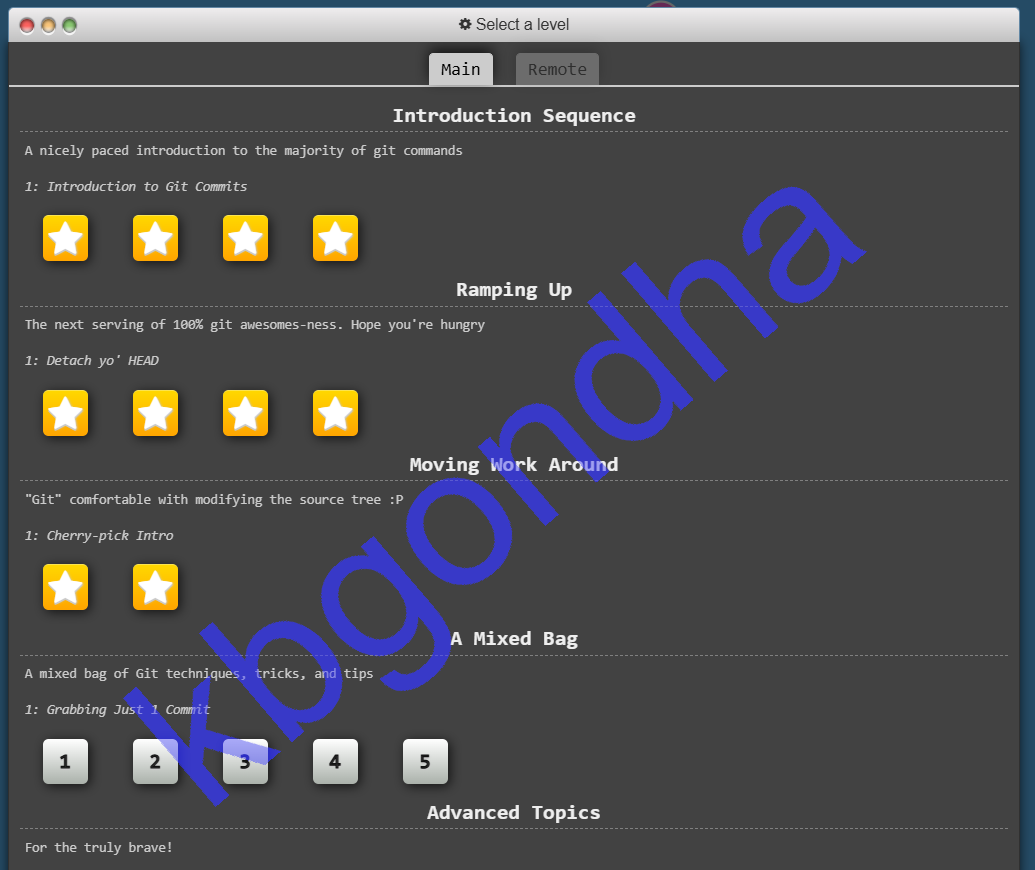 Select a level
Main Remote
Introduction Sequence
A nicely paced introduction to the majority of git commands
1: Introduction to Git Commits
Ramping Up
The next serving of 100% git awesomes-ness. Hope you're hungry
1: Detach yo' HEAD
Moving Work Around
"Git" comfortable with modifying the source tree :P
1: Cherry-pick Intro
A Mixed Bag
A mixed bag of Git techniques, tricks, and tips
1: Grabbing Just 1 Commit
1 2 3 4 5
Advanced Topics
For the truly brave!
kbgondha